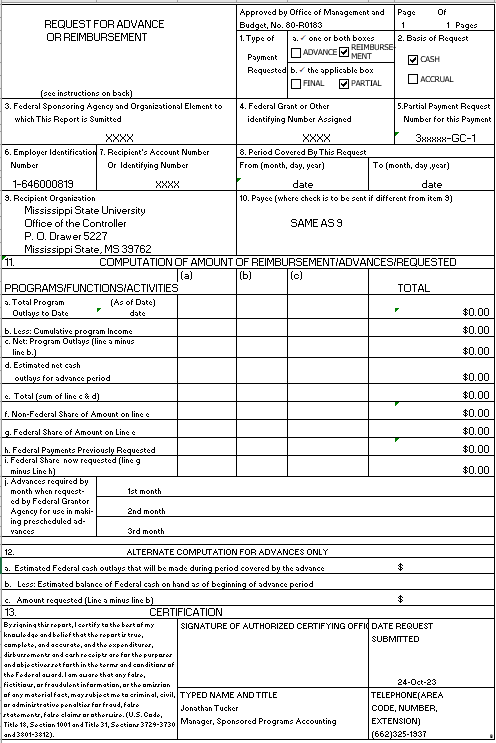 REQUEST FOR ADVANCE
OR REIMBURSEMENT
(see instructions on back)
Approved by Office of Management and
Budget, No. 80-R0183
Page Of
1 1 Pages
1.Type of
Payment
Requested
a. ✓ one or both boxes
ADVANCE
REIMBURSE-
MENT
b. ✓ the applicable box
FINAL
PARTIAL
2. Basis of Request
CASH
ACCRUAL
3. Federal Sponsoring Agency and Organizational Element to
which This Report is Sumitted
XXXX
4. Federal Grant or Other
identifying Number Assigned
XXXX
5.Partial Payment Request
Number for this Payment
3xxxxx-GC-1
6. Employer Identification
Number
1-646000819
7. Recipient's Account Number
Or Identifying Number
XXXX
8. Period Covered By This Request
From (month, day, year)
date
To (month, day ,year)
date
9. Recipient Organization
Mississippi State University
Office of the Controller
P. O. Drawer 5227
Mississippi State, MS 39762
10. Payee (where check is to be sent if different from item 9)
SAME AS 9
11. COMPUTATION OF AMOUNT OF REIMBURSEMENT/ADVANCES/REQUESTED
PROGRAMS/FUNCTIONS/ACTIVITIES
(a) (b) (c)
TOTAL
a. Total Program (As of Date)
Outlays to Date date $0.00
b. Less: Cumulative program Income $0.00
c. Net: Program Outlays (line a minus
line b.) $0.00
d. Estimated net cash
outlays for advance period $0.00
e. Total (sum of line c & d) $0.00
f. Non-Federal Share of Amount on line e $0.00
g. Federal Share of Amount on Line e $0.00
h. Federal Payments Previously Requested $0.00
i. Federal Share now requested (line g
minus Line h) $0.00
j. Advances required by
month when request-
ed by Federal Grantor
Agency for use in mak-
ing prescheduled ad-
vances
1st month
2nd month
3rd month
12. ALTERNATE COMPUTATION FOR ADVANCES ONLY
a. Estimated Federal cash outlays that will be made during period covered by the advance $
b. Less: Estimated balance of Federal cash on hand as of beginning of advance period
c. Amount requested (Line a minus line b) $
13. CERTIFICATION
By signing this report, I certify to the best of my
knowledge and belief that the report is true,
complete, and accurate, and the expenditures,
disbursements and cash receipts are for the purposes
and objectives set forth in the terms and conditions of
the Federal award. I am aware that any false,
fictitious, or fraudulent information, or the omission
of any material fact, may subject me to criminal, civil,
or administrative penalties for fraud, false
statements, false claims or otherwise. (U.S. Code,
Title 18, Section 1001 and Title 31, Sections 3729-3730
and 3801-3812).
SIGNATURE OF AUTHORIZED CERTIFYING OFFIC
DATE REQUEST
SUBMITTED
24-Oct-23
TYPED NAME AND TITLE
Jonathan Tucker
Manager, Sponsored Programs Accounting
TELEPHONE(AREA
CODE, NUMBER,
EXTENSION)
(662)325-1937